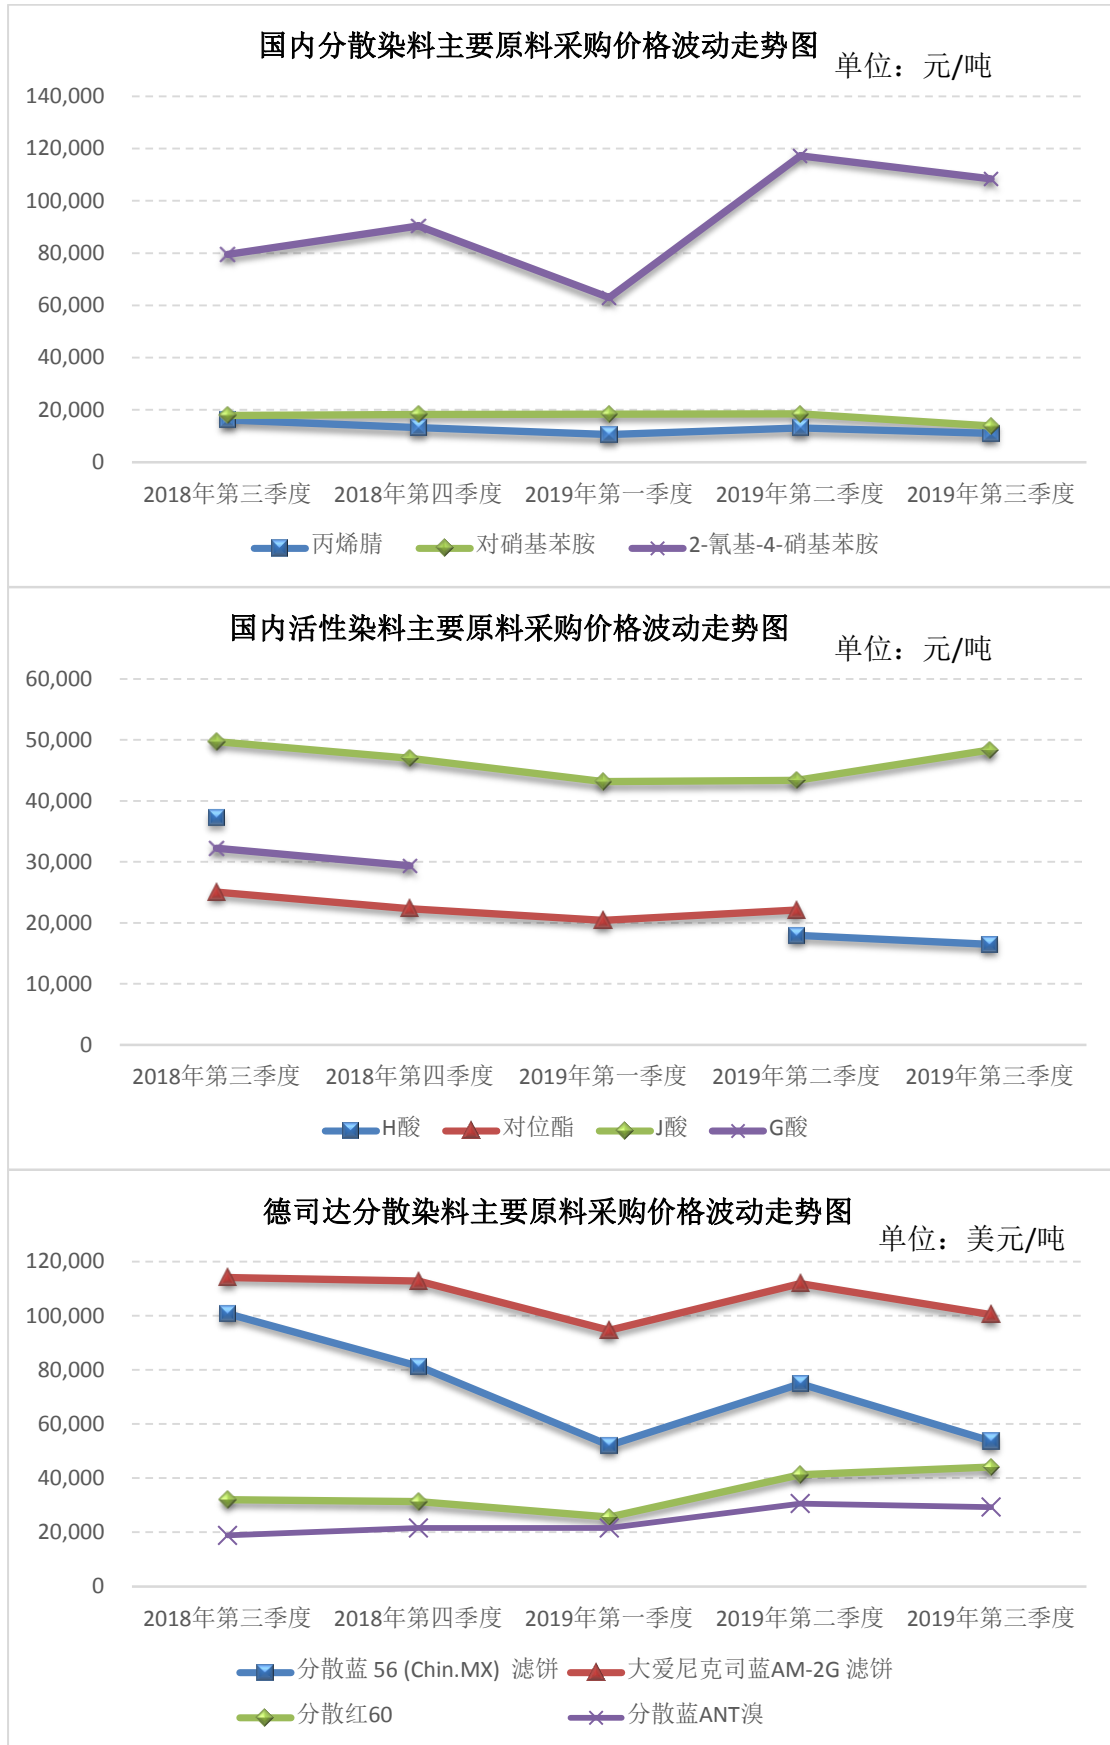 国内分散染料主要原料采购价格波动走势图
单位：元/吨
140,000
120,000
100,000
80,000
60,000
40,000
20,000
0
2018年第三季度 2018年第四季度 2019年第一季度 2019年第二季度 2019年第三季度
丙烯腈 对硝基苯胺 2-氰基-4-硝基苯胺
国内活性染料主要原料采购价格波动走势图
单位：元/吨
60,000
50,000
40,000
30,000
20,000
10,000
0
2018年第三季度 2018年第四季度 2019年第一季度 2019年第二季度 2019年第三季度
H酸 对位酯 J酸 G酸
德司达分散染料主要原料采购价格波动走势图
单位：美元/吨
120,000
100,000
80,000
60,000
40,000
20,000
0
2018年第三季度 2018年第四季度 2019年第一季度 2019年第二季度 2019年第三季度
分散蓝 56 (Chin.MX) 滤饼 大爱尼克司蓝AM-2G 滤饼
分散红60 分散蓝ANT溴